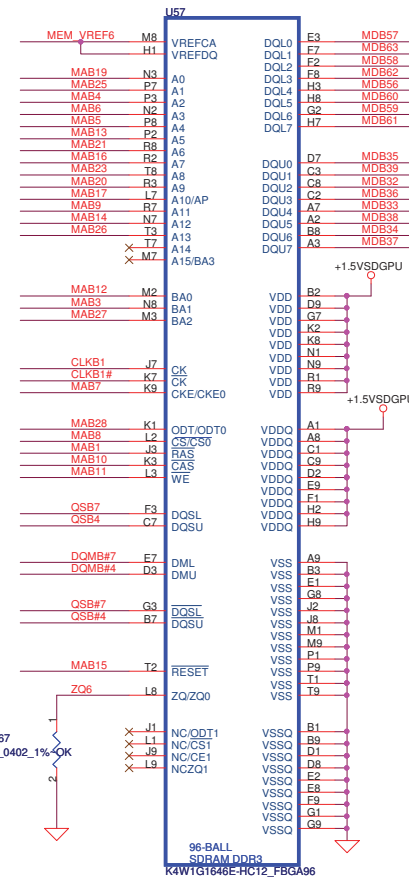 U57
MEM_VREF6 M8 VREFCA DQL0 E3 MDB57
H1 VREFDQ DQL1 F7 MDB63
DQL2 F2 MDB58
MAB19 N3 A0 DQL3 F8 MDB62
MAB25 P7 A1 DQL4 H3 MDB56
MAB4 P3 A2 DQL5 H8 MDB60
MAB6 N2 A3 DQL6 G2 MDB59
MAB5 P8 A4 DQL7 H7 MDB61
MAB13 P2 A5
MAB21 R8 A6
MAB16 R2 A7 DQU0 D7 MDB35
MAB23 T8 A8 DQU1 C3 MDB39
MAB20 R3 A9 DQU2 C8 MDB32
MAB17 L7 A10/AP DQU3 C2 MDB36
MAB9 R7 A11 DQU4 A7 MDB33
MAB14 N7 A12 DQU5 A2 MDB38
MAB26 T3 A13 DQU6 B8 MDB34
T7 A14 DQU7 A3 MDB37
M7 A15/BA3
+1.5VSDGPU
MAB12 M2 BA0 VDD B2
MAB3 N8 BA1 VDD D9
MAB27 M3 BA2 VDD G7
VDD K2
VDD K8
VDD N1
CLKB1 J7 CK VDD N9
CLKB1# K7 CK VDD R1
MAB7 K9 CKE/CKE0 VDD R9
+1.5VSDGPU
MAB28 K1 ODT/ODT0 VDDQ A1
MAB8 L2 CS/CS0 VDDQ A8
MAB1 J3 RAS VDDQ C1
MAB10 K3 CAS VDDQ C9
MAB11 L3 WE VDDQ D2
VDDQ E9
VDDQ F1
QSB7 F3 DQSL VDDQ H2
QSB4 C7 DQSU VDDQ H9
DQMB#7 E7 DML VSS A9
DQMB#4 D3 DMU VSS B3
VSS E1
VSS G8
QSB#7 G3 DQSL VSS J2
QSB#4 B7 DQSU VSS J8
VSS M1
VSS M9
VSS P1
MAB15 T2 RESET VSS P9
VSS T1
ZQ6 L8 ZQ/ZQ0 VSS T9
1
67
_0402_1%~OK
2
J1 NC/ODT1 VSSQ B1
L1 NC/CS1 VSSQ B9
J9 NC/CE1 VSSQ D1
L9 NCZQ1 VSSQ D8
VSSQ E2
VSSQ E8
VSSQ F9
VSSQ G1
VSSQ G9
96-BALL
SDRAM DDR3
K4W1G1646E-HC12_FBGA96